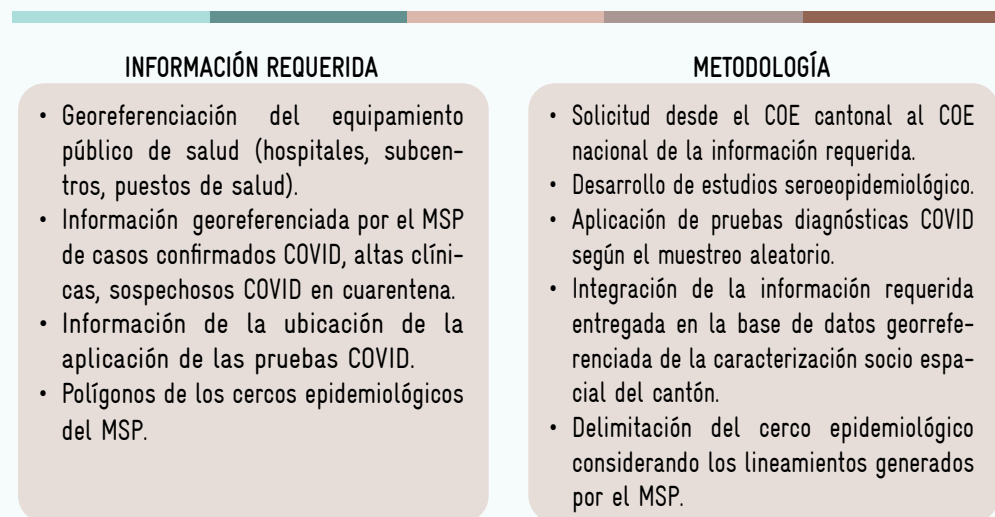 INFORMACIÓN REQUERIDA
• Georeferenciación del equipamiento
público de salud (hospitales, subcen-
tros, puestos de salud).
• Información georeferenciada por el MSP
de casos confirmados COVID, altas clíni-
cas, sospechosos COVID en cuarentena.
• Información de la ubicación de la
aplicación de las pruebas COVID.
• Polígonos de los cercos epidemiológicos
del MSP.
METODOLOGÍA
• Solicitud desde el COE cantonal al COE
nacional de la información requerida.
• Desarrollo de estudios seroeopidemiológico.
• Aplicación de pruebas diagnósticas COVID
según el muestreo aleatorio.
• Integración de la información requerida
entregada en la base de datos georrefe-
renciada de la caracterización socio espa-
cial del cantón.
• Delimitación del cerco epidemiológico
considerando los lineamientos generados
por el MSP.